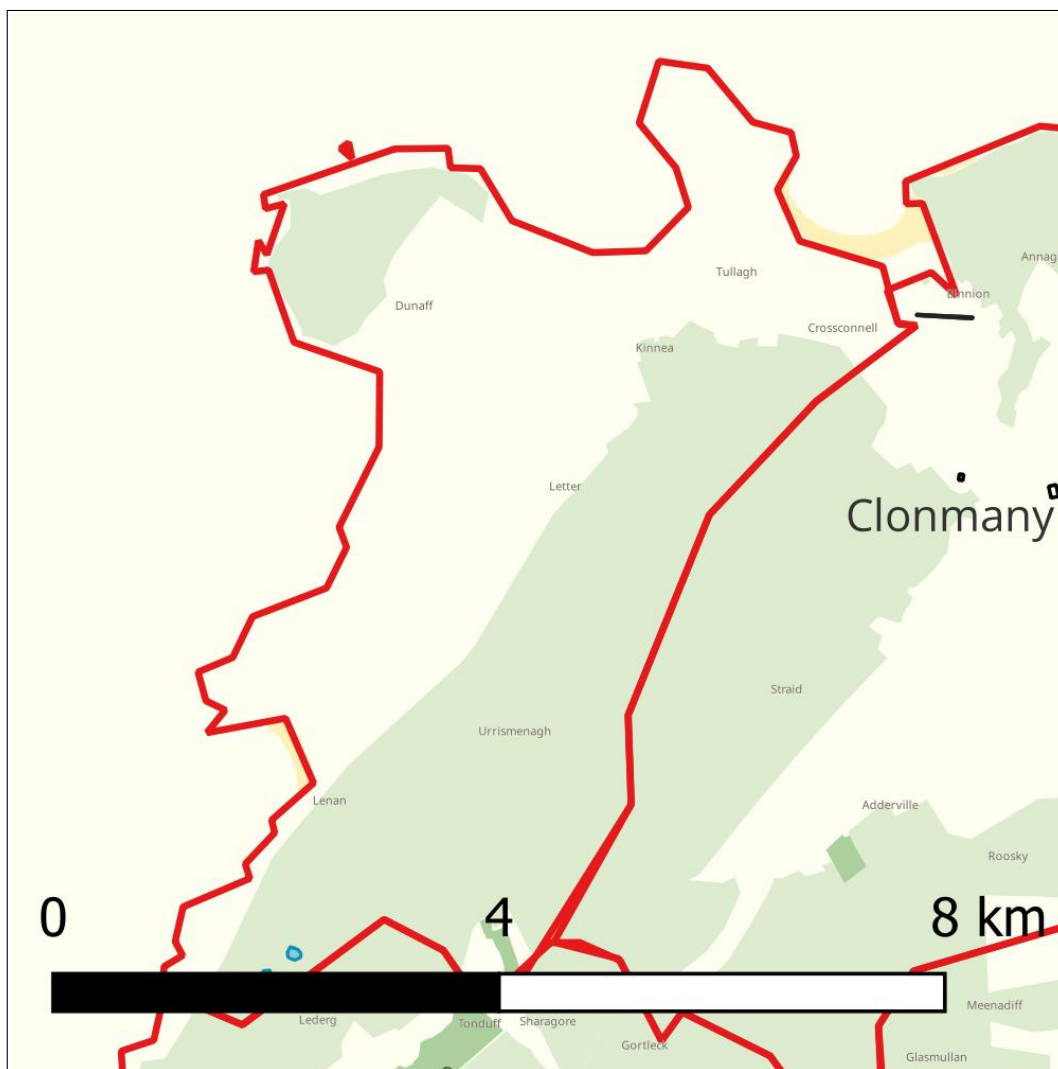 Tullagh
Annag
Binnion
Dunaff
Crossconnell
Kinnea
Letter
Clonmany
Straid
Urrismenagh
Lenan
Adderville
Roosky
0 4 8 km
Meenadiff
Lederg
Tonduff
Sharagore
Gortleck
Glasmullan